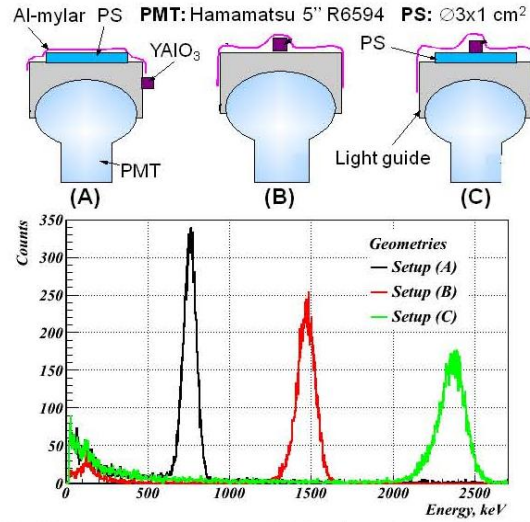 Al-mylar PS PMT: Hamamatsu 5” R6594 PS: ∅3x1 cm²
YAlO₃
PS
PMT
Light guide
(A) (B) (C)
350
300
250
200
150
100
50
0
Counts
Geometries
Setup (A)
Setup (B)
Setup (C)
0 500 1000 1500 2000 2500
Energy, keV